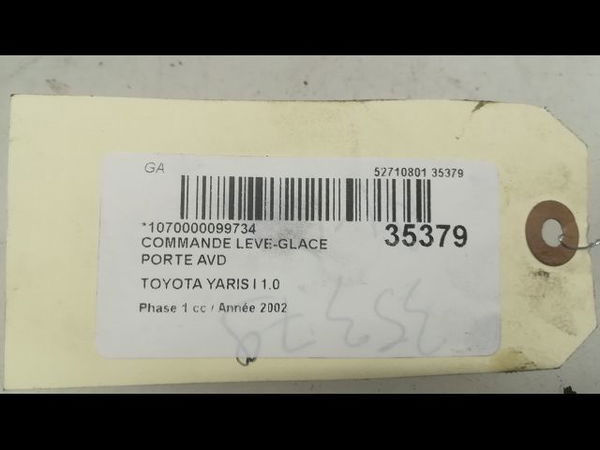 GA
52710801 35379
*1070000099734
35379
COMMANDE LEVE-GLACE
PORTE AVD
TOYOTA YARIS I 1.0
Phase 1 cc / Année 2002